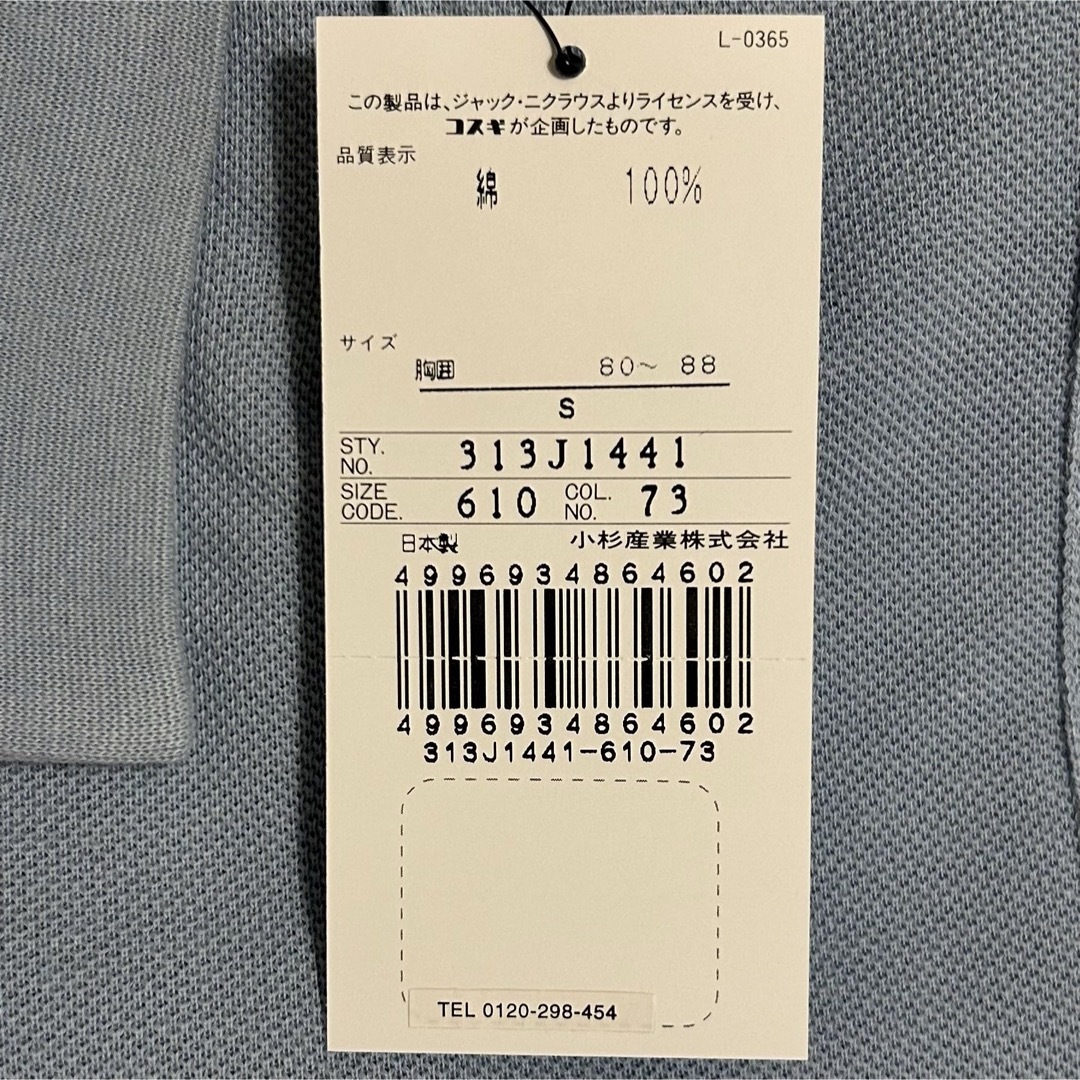 L-0365
この製品は、ジャック・ニクラウスよりライセンスを受け、
コスギが企画したものです。
品質表示
綿 100%
サイズ
胸囲 80～ 88
S
STY. NO. 313J1441
SIZE CODE. 610 COL. NO. 73
日本製 小杉産業株式会社
4996934864602
4996934864602
313J1441-610-73
TEL 0120-298-454